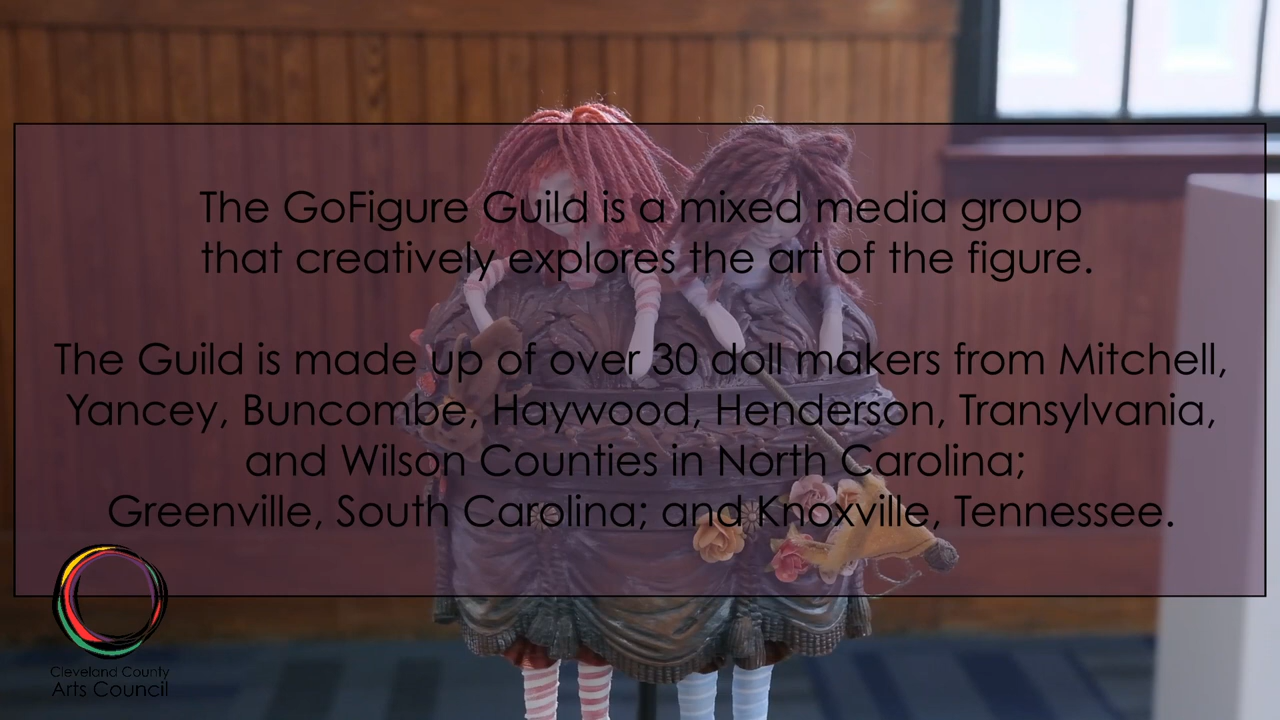 The GoFigure Guild is a mixed media group
that creatively explores the art of the figure.
The Guild is made up of over 30 doll makers from Mitchell,
Yancey, Buncombe, Haywood, Henderson, Transylvania,
and Wilson Counties in North Carolina;
Greenville, South Carolina; and Knoxville, Tennessee.
Cleveland County
Arts Council